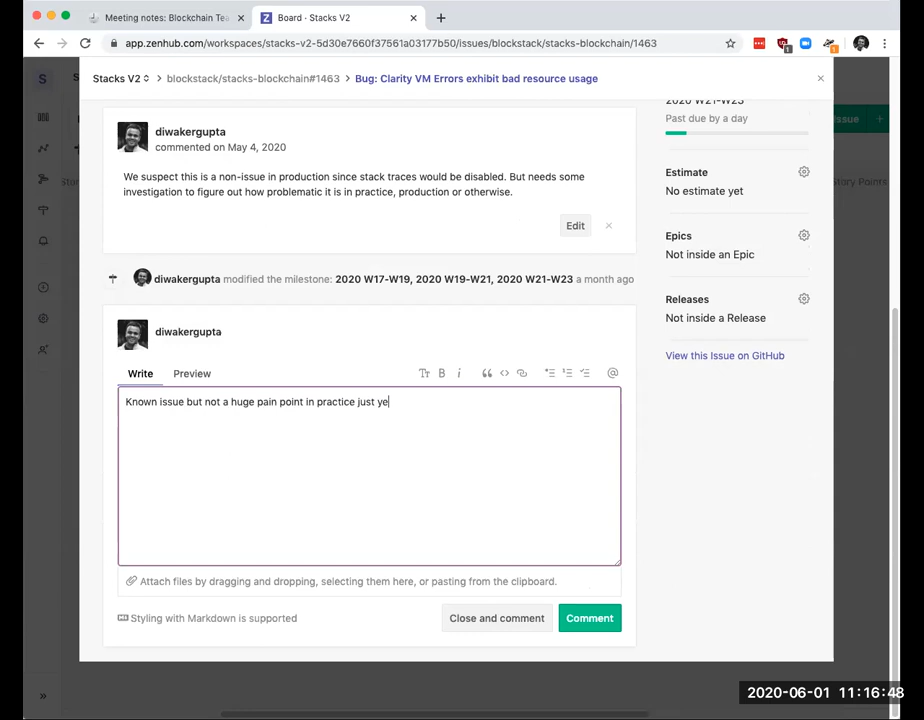 Meeting notes: Blockchain Tea
Board · Stacks V2
app.zenhub.com/workspaces/stacks-v2-5d30e7660f37561a03177b50/issues/blockstack/stacks-blockchain/1463
Stacks V2 > blockstack/stacks-blockchain#1463 > Bug: Clarity VM Errors exhibit bad resource usage
2020 W21-W23
Past due by a day
diwakergupta
commented on May 4, 2020
We suspect this is a non-issue in production since stack traces would be disabled. But needs some
investigation to figure out how problematic it is in practice, production or otherwise.
Edit
Estimate
No estimate yet
Epics
Not inside an Epic
Releases
Not inside a Release
View this Issue on GitHub
Issue
Story Points
diwakergupta modified the milestone: 2020 W17-W19, 2020 W19-W21, 2020 W21-W23 a month ago
diwakergupta
Write Preview
Known issue but not a huge pain point in practice just ye
Attach files by dragging and dropping, selecting them here, or pasting from the clipboard.
Styling with Markdown is supported
Close and comment
Comment
2020-06-01 11:16:48